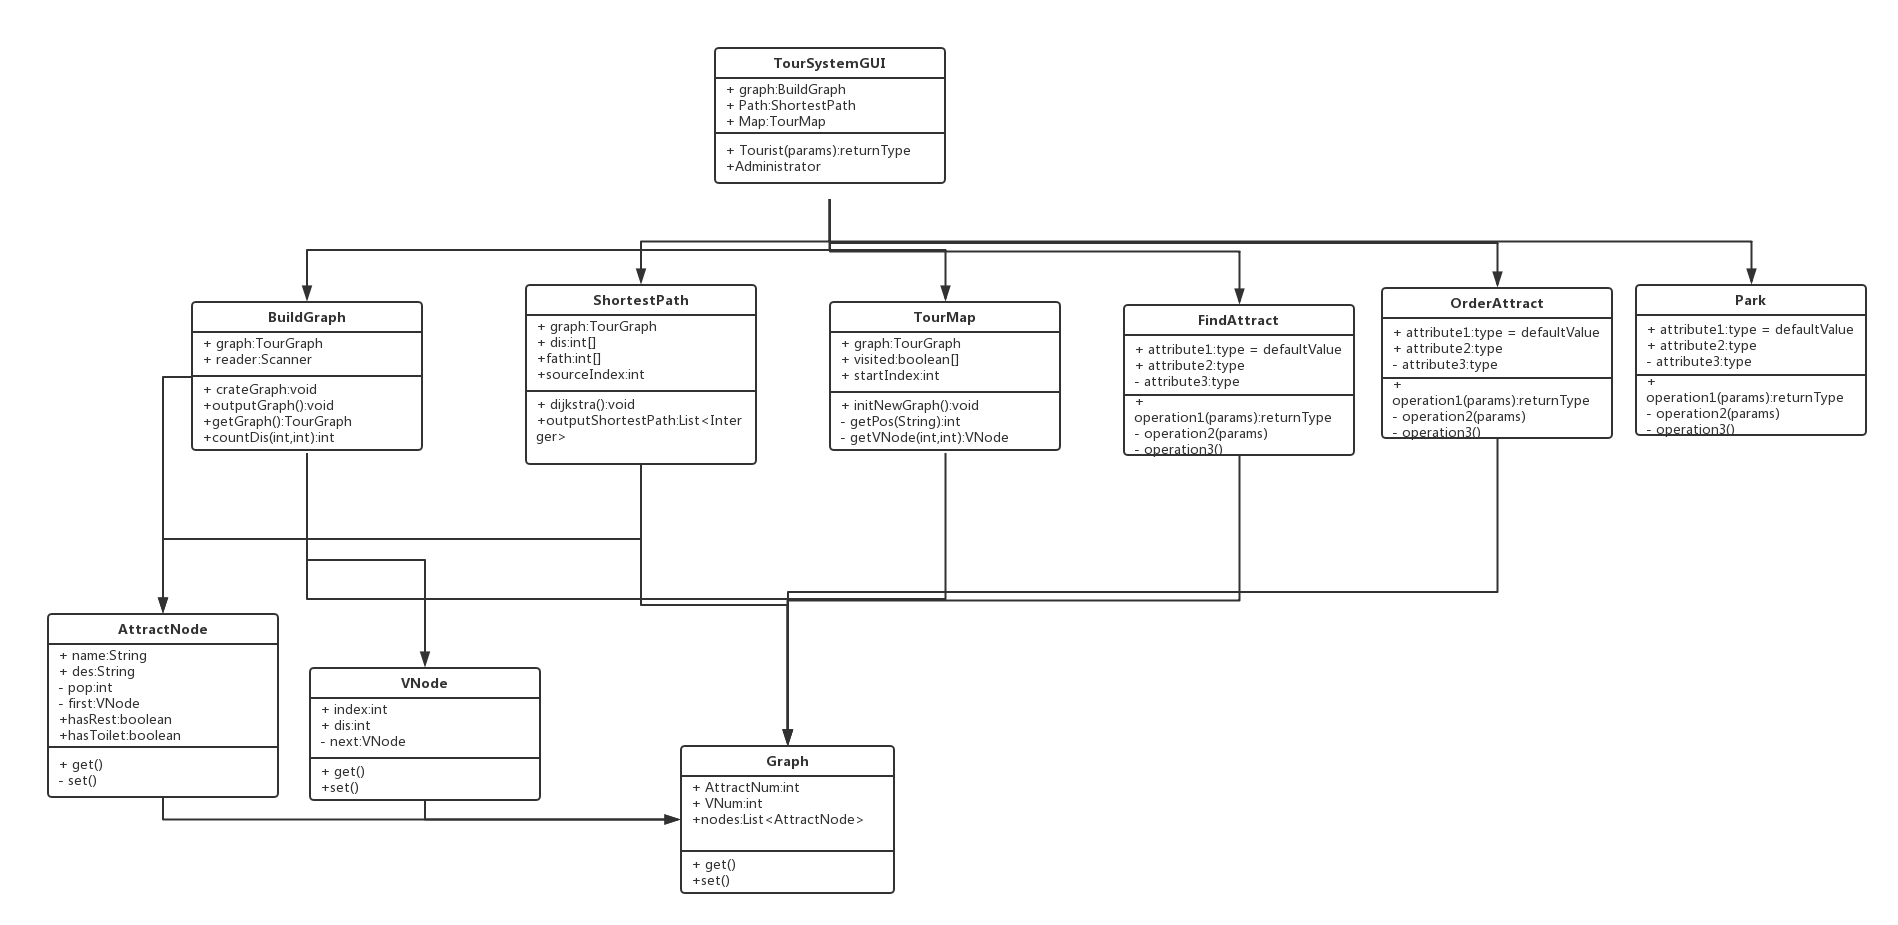 TourSystemGUI
+ graph:BuildGraph
+ Path:ShortestPath
+ Map:TourMap
+ Tourist(params):returnType
+Administrator
BuildGraph
+ graph:TourGraph
+ reader:Scanner
+ crateGraph:void
+outputGraph():void
+getGraph():TourGraph
+countDis(int,int):int
ShortestPath
+ graph:TourGraph
+ dis:int[]
+fath:int[]
+sourceIndex:int
+ dijkstra():void
+outputShortestPath:List<Inter
ger>
TourMap
+ graph:TourGraph
+ visited:boolean[]
+ startIndex:int
+ initNewGraph():void
- getPos(String):int
- getVNode(int,int):VNode
FindAttract
+ attribute1:type = defaultValue
+ attribute2:type
- attribute3:type
+
operation1(params):returnType
- operation2(params)
- operation3()
OrderAttract
+ attribute1:type = defaultValue
+ attribute2:type
- attribute3:type
+
operation1(params):returnType
- operation2(params)
- operation3()
Park
+ attribute1:type = defaultValue
+ attribute2:type
- attribute3:type
+
operation1(params):returnType
- operation2(params)
- operation3()
AttractNode
+ name:String
+ des:String
- pop:int
- first:VNode
+hasRest:boolean
+hasToilet:boolean
+ get()
- set()
VNode
+ index:int
+ dis:int
- next:VNode
+ get()
+set()
Graph
+ AttractNum:int
+ VNum:int
+nodes:List<AttractNode>
+ get()
+set()